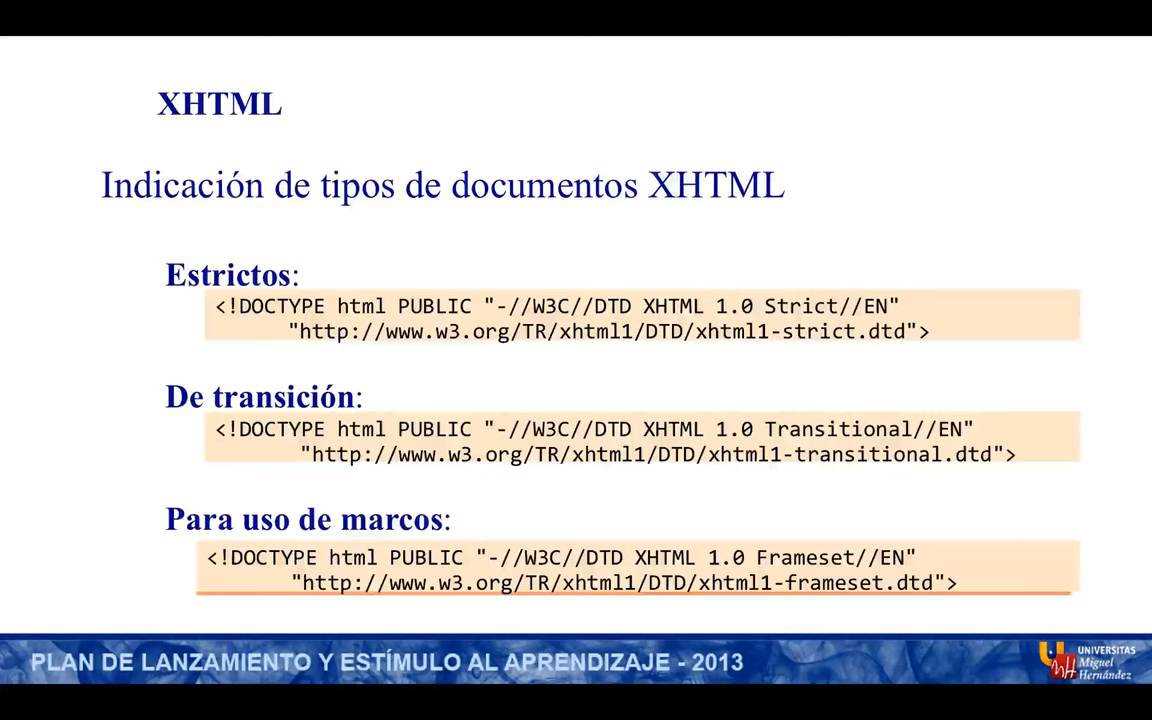 XHTML
Indicación de tipos de documentos XHTML
Estrictos:
<!DOCTYPE html PUBLIC "-//W3C//DTD XHTML 1.0 Strict//EN"
"http://www.w3.org/TR/xhtml1/DTD/xhtml1-strict.dtd">
De transición:
<!DOCTYPE html PUBLIC "-//W3C//DTD XHTML 1.0 Transitional//EN"
"http://www.w3.org/TR/xhtml1/DTD/xhtml1-transitional.dtd">
Para uso de marcos:
<!DOCTYPE html PUBLIC "-//W3C//DTD XHTML 1.0 Frameset//EN"
"http://www.w3.org/TR/xhtml1/DTD/xhtml1-frameset.dtd">
PLAN DE LANZAMIENTO Y ESTÍMULO AL APRENDIZAJE - 2013
UNIVERSITAS
Miguel
Hernández